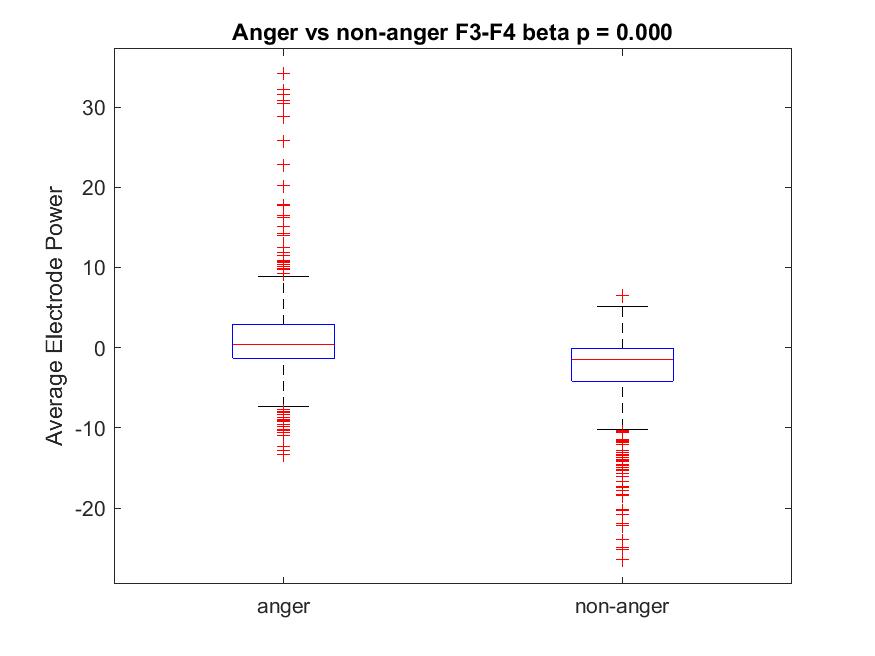 Anger vs non-anger F3-F4 beta p = 0.000
Average Electrode Power
30
20
10
0
-10
-20
anger non-anger